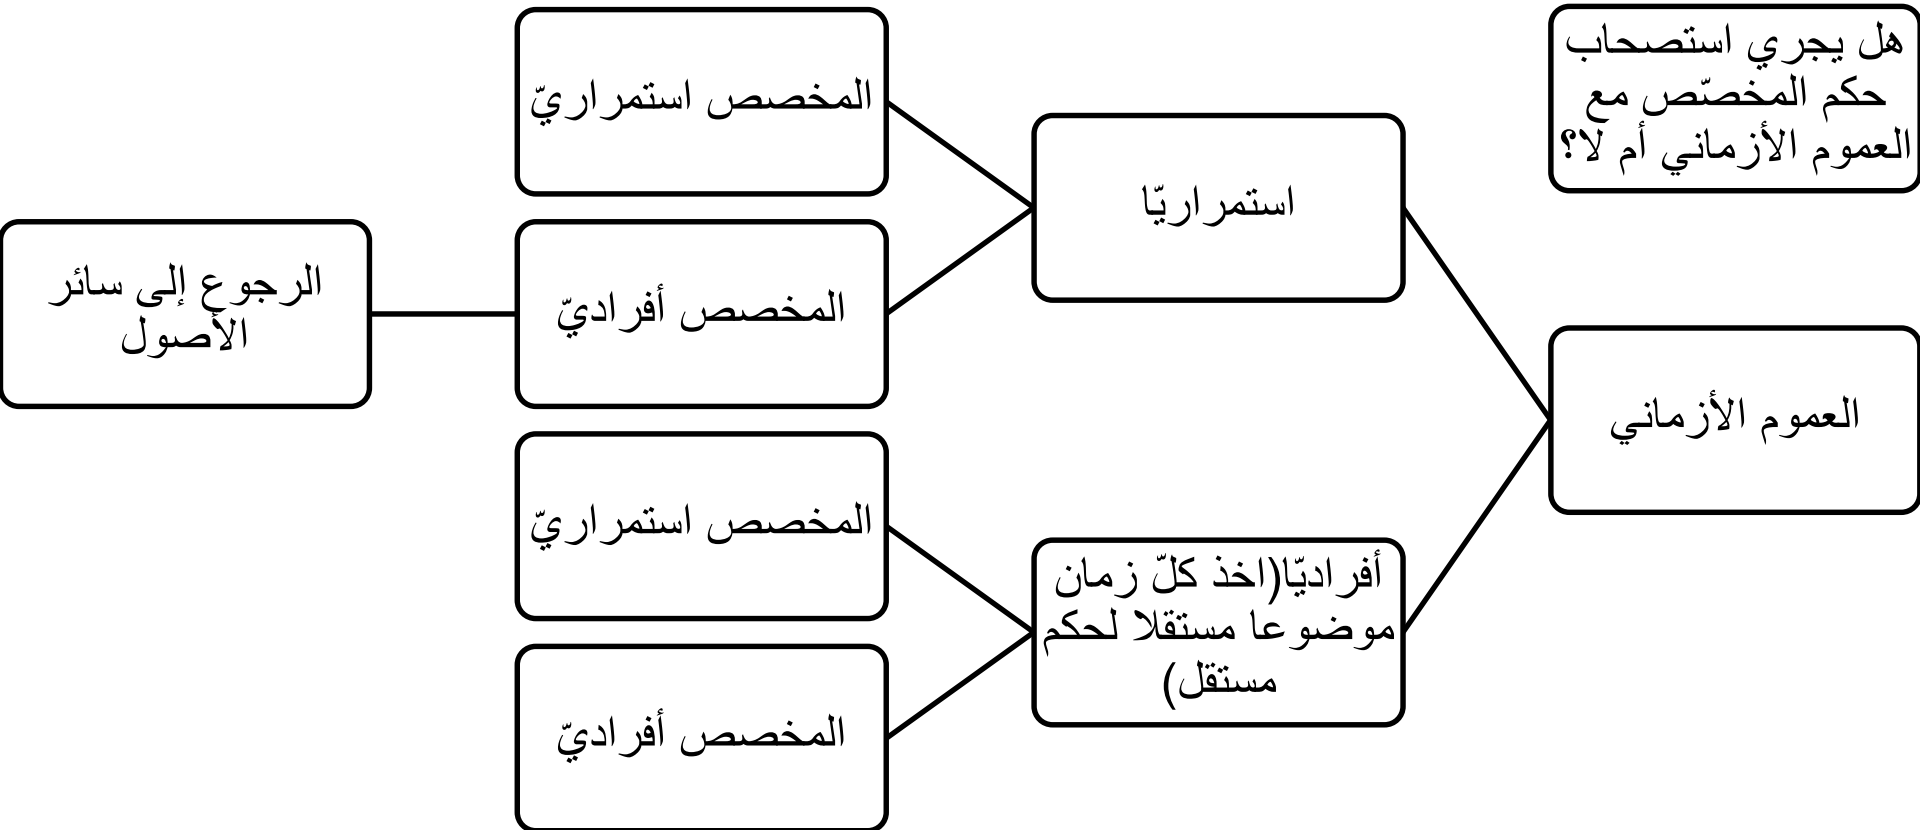 هل يجري استصحاب
حكم المخصّص مع
العموم الأزماني أم لا؟
العموم الأزماني
استمراريّا
المخصص استمراريّ
المخصص أفراديّ
الرجوع إلى سائر
الأصول
أفراديّا(اخذ كلّ زمان
موضوعا مستقلا لحكم
مستقل)
المخصص استمراريّ
المخصص أفراديّ